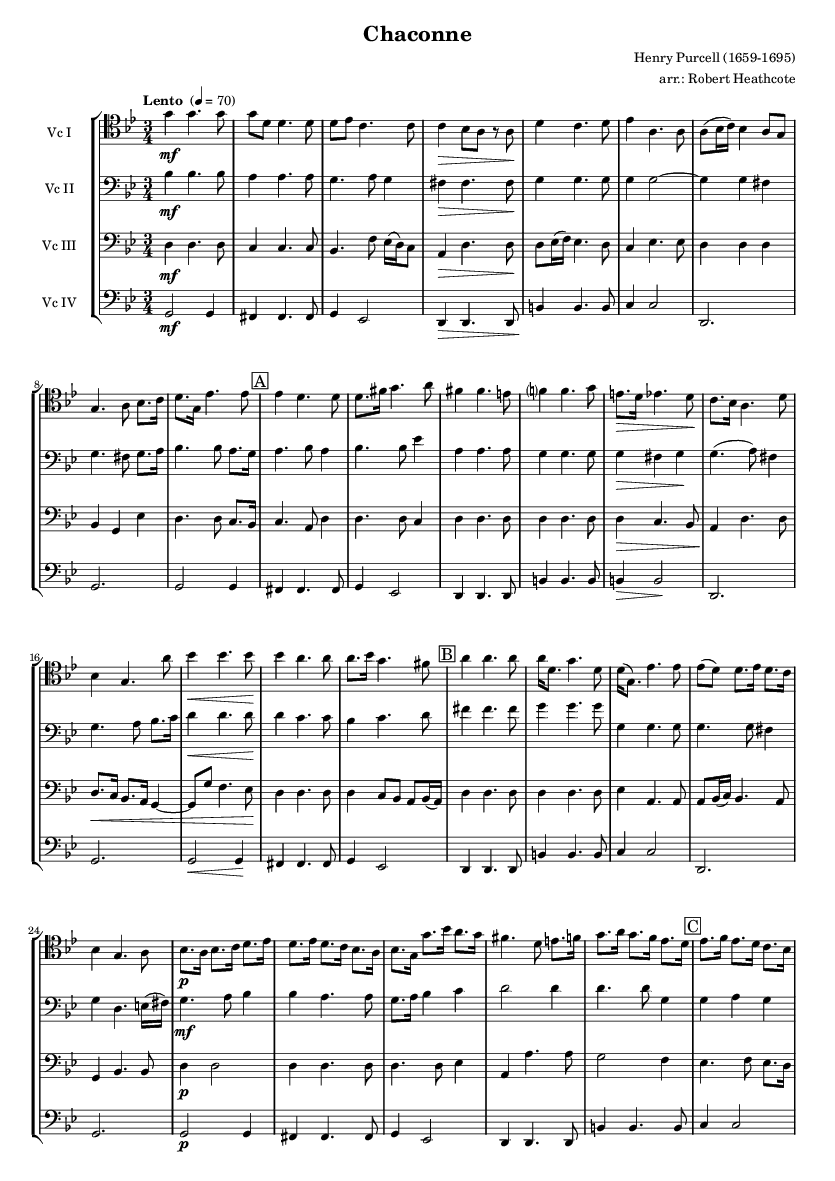 Chaconne
Henry Purcell (1659-1695)
arr.: Robert Heathcote
Lento (♩ = 70)
Vc I
mf
Vc II
mf
Vc III
mf
Vc IV
mf
8
A
16
B
24
C
p
mf
p
p